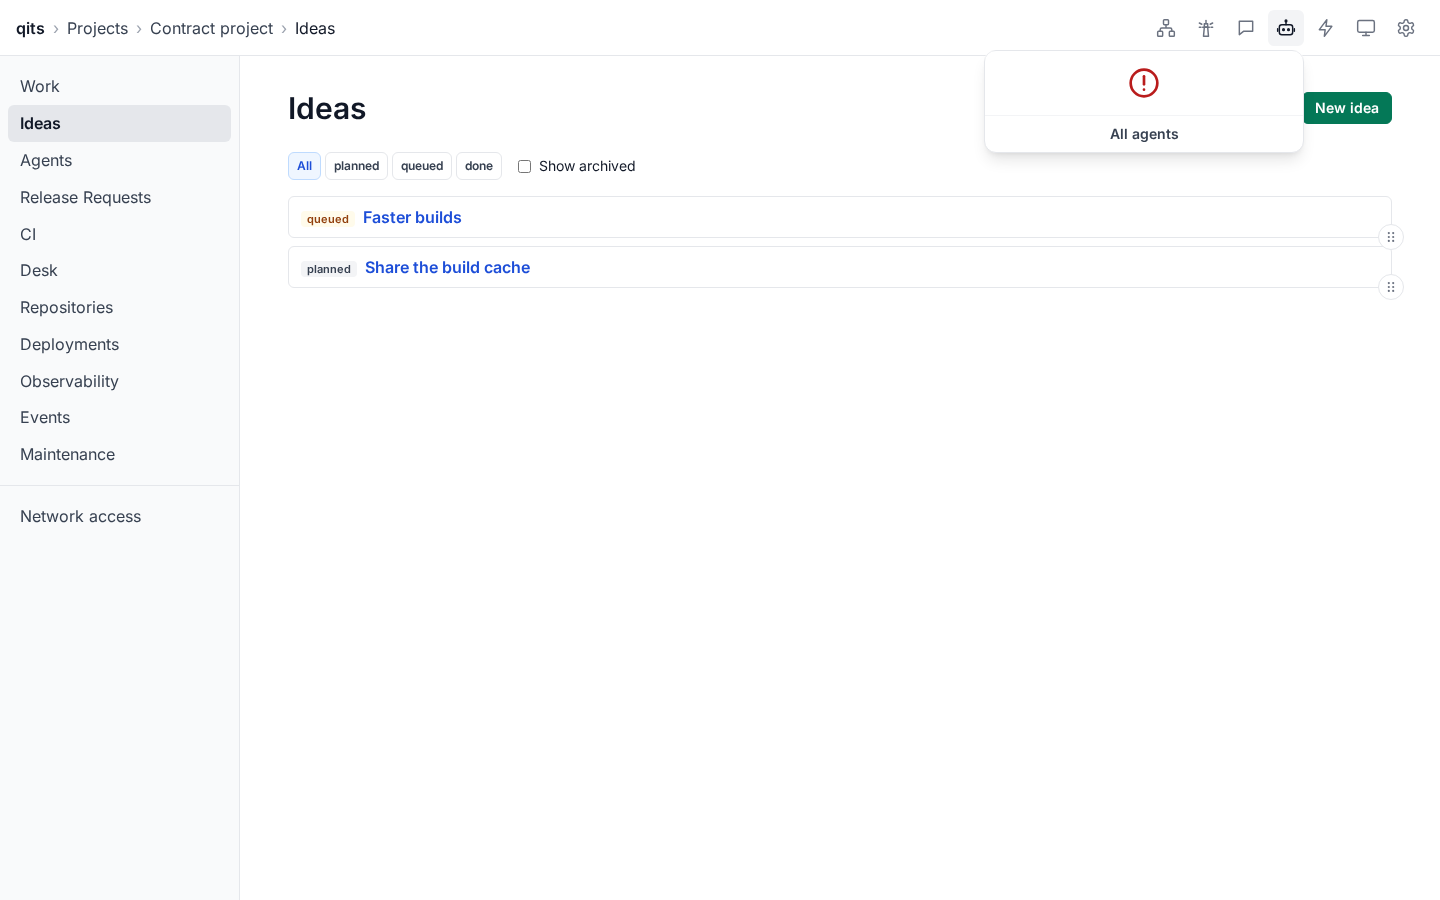 qits › Projects › Contract project › Ideas
Work
Ideas
Agents
Release Requests
CI
Desk
Repositories
Deployments
Observability
Events
Maintenance
Network access
Ideas
New idea
All agents
All planned queued done Show archived
queued Faster builds
planned Share the build cache